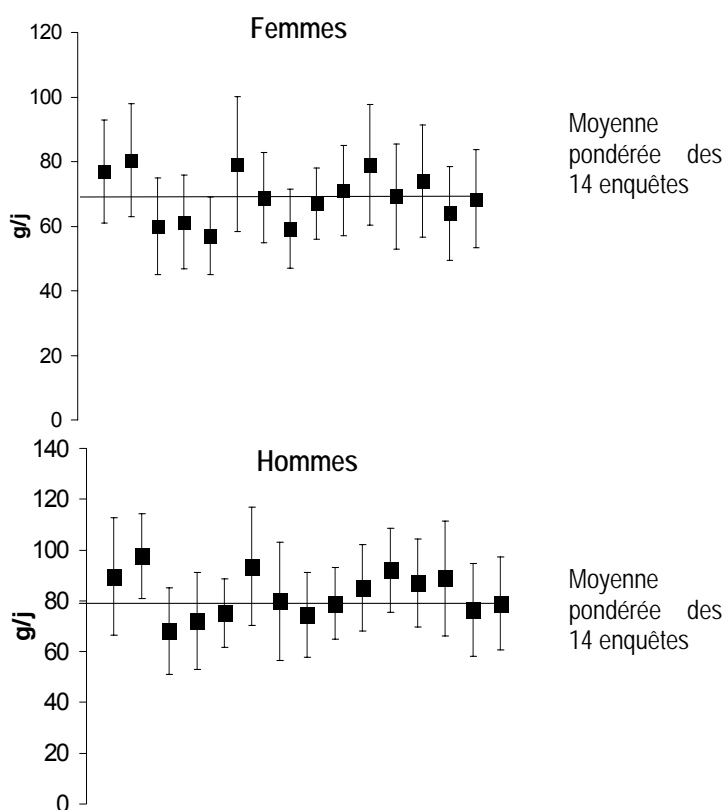 Femmes
120
100
80
60
40
20
0
g/j
Moyenne
pondérée des
14 enquêtes
Hommes
140
120
100
80
60
40
20
0
g/j
Moyenne
pondérée des
14 enquêtes